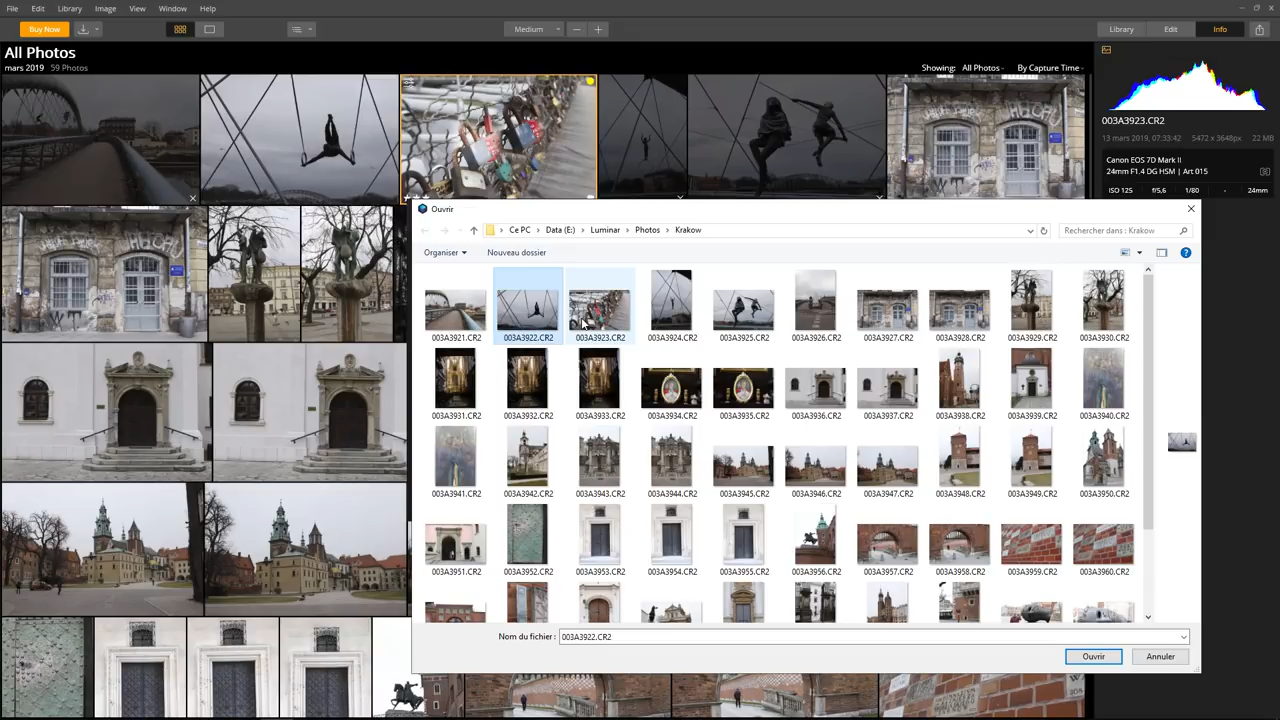 File Edit Library Image View Window Help
Buy Now Medium Library Edit Info
All Photos
mars 2019 59 Photos
Showing: All Photos By Capture Time
003A3923.CR2
13 mars 2019, 07:33:42 5472 x 3648px 22 MB
Canon EOS 7D Mark II
24mm F1.4 DG HSM | Art 015
ISO 125 f/5,6 1/80 - 24mm
Ouvrir
Ce PC Data (E:) Luminar Photos Krakow Rechercher dans : Krakow
Organiser Nouveau dossier
003A3921.CR2 003A3922.CR2 003A3923.CR2 003A3924.CR2 003A3925.CR2 003A3926.CR2 003A3927.CR2 003A3928.CR2 003A3929.CR2 003A3930.CR2
003A3931.CR2 003A3932.CR2 003A3933.CR2 003A3934.CR2 003A3935.CR2 003A3936.CR2 003A3937.CR2 003A3938.CR2 003A3939.CR2 003A3940.CR2
003A3941.CR2 003A3942.CR2 003A3943.CR2 003A3944.CR2 003A3945.CR2 003A3946.CR2 003A3947.CR2 003A3948.CR2 003A3949.CR2 003A3950.CR2
003A3951.CR2 003A3952.CR2 003A3953.CR2 003A3954.CR2 003A3955.CR2 003A3956.CR2 003A3957.CR2 003A3958.CR2 003A3959.CR2 003A3960.CR2
Nom du fichier : 003A3922.CR2
Ouvrir Annuler